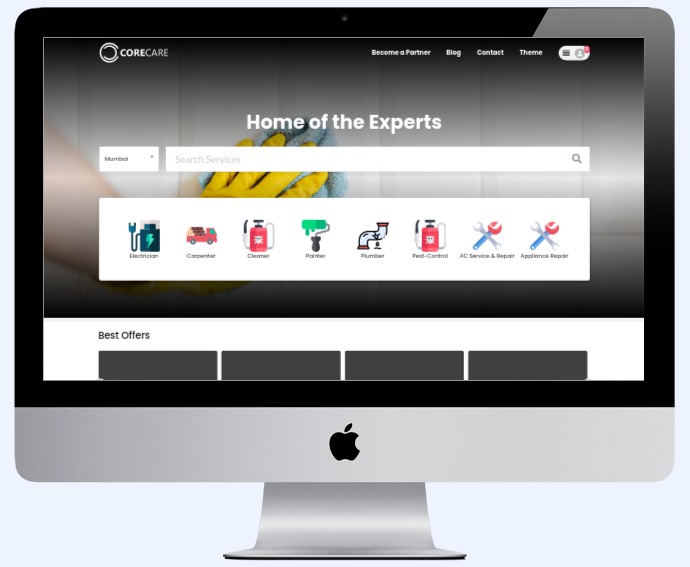 CORECARE
Become a Partner Blog Contact Theme
Home of the Experts
Mumbai
Search Services
Electrician Carpenter Cleaner Painter Plumber Pest-Control AC Service & Repair Appliance Repair
Best Offers